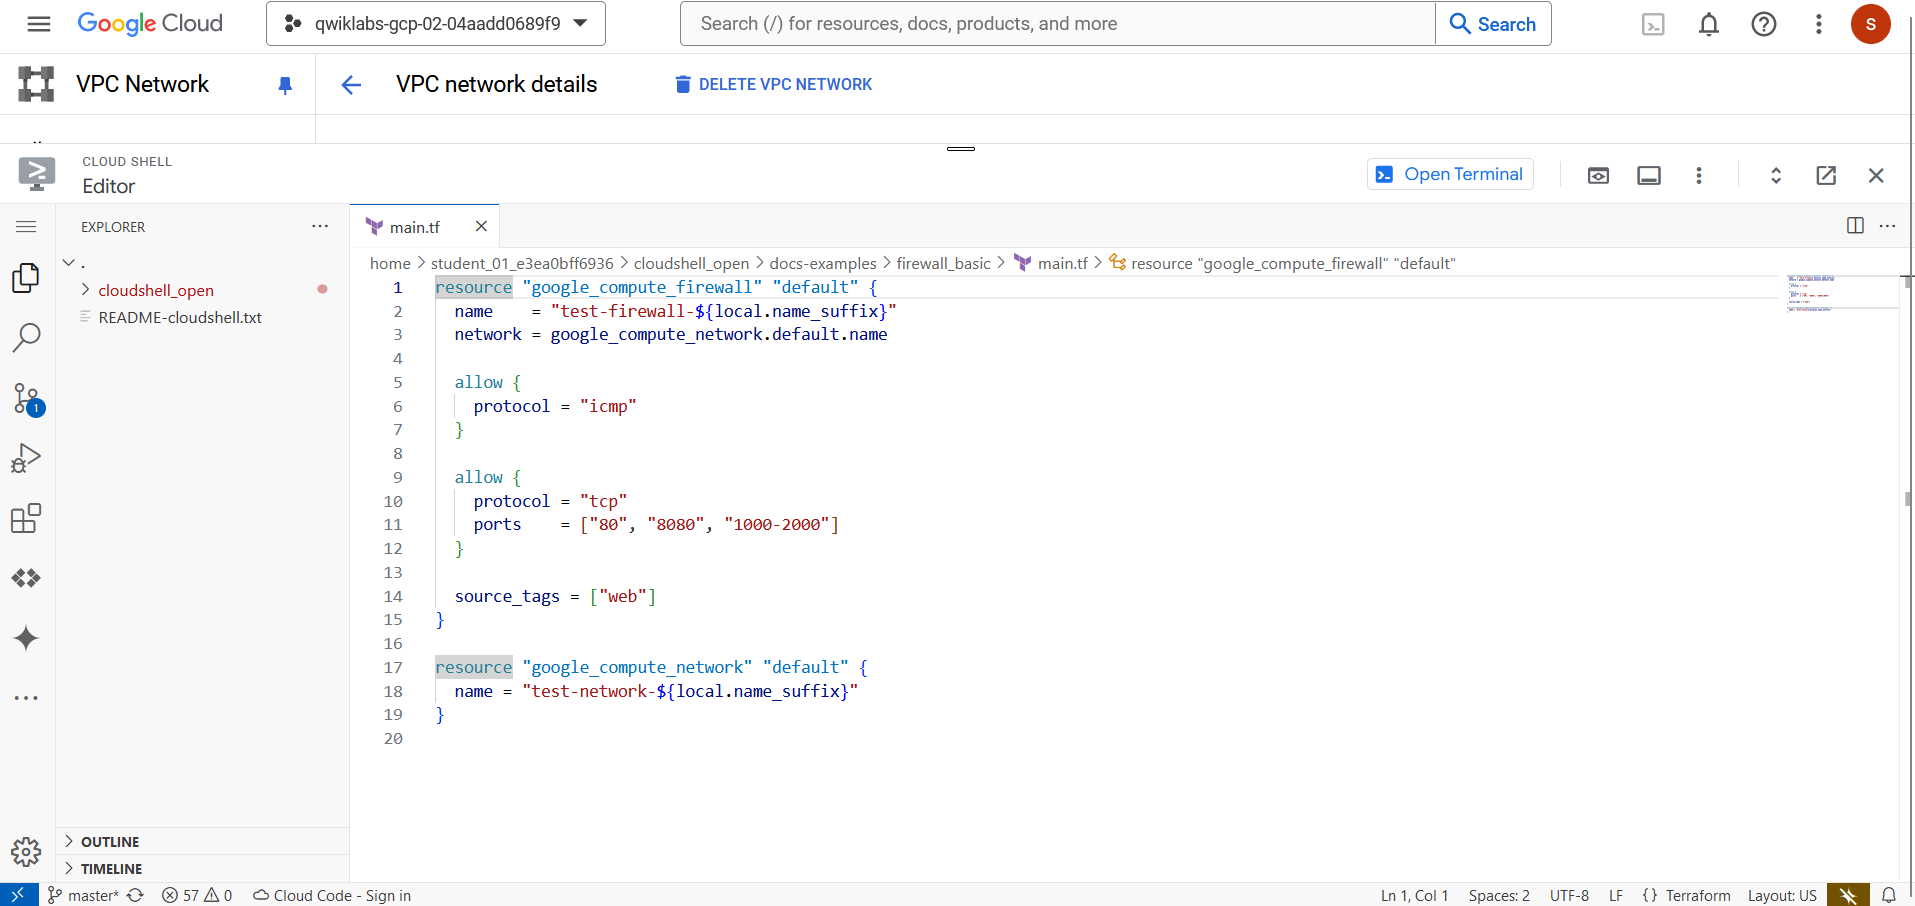 Google Cloud
qwiklabs-gcp-02-04aadd0689f9
Search (/) for resources, docs, products, and more
Search
S
VPC Network
VPC network details
DELETE VPC NETWORK
CLOUD SHELL
Editor
Open Terminal
EXPLORER
main.tf
.
cloudshell_open
README-cloudshell.txt
home > student_01_e3ea0bff6936 > cloudshell_open > docs-examples > firewall_basic > main.tf > resource "google_compute_firewall" "default"
1 resource "google_compute_firewall" "default" {
2   name    = "test-firewall-${local.name_suffix}"
3   network = google_compute_network.default.name
4
5   allow {
6     protocol = "icmp"
7   }
8
9   allow {
10     protocol = "tcp"
11     ports    = ["80", "8080", "1000-2000"]
12   }
13
14   source_tags = ["web"]
15 }
16
17 resource "google_compute_network" "default" {
18   name = "test-network-${local.name_suffix}"
19 }
20
1
OUTLINE
TIMELINE
master* 57 0 Cloud Code - Sign in
Ln 1, Col 1 Spaces: 2 UTF-8 LF {} Terraform Layout: US